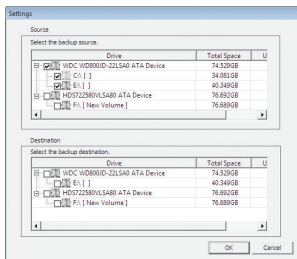 Settings
Source
Select the backup source.
Drive Total Space U
WDC WD800JD-22LSA0 ATA Device 74.529GB
C:\ [ ] 34.081GB
E:\ [ ] 40.349GB
HDS722580VLSA80 ATA Device 76.692GB
F:\ [ New Volume ] 76.689GB
Destination
Select the backup destination.
Drive Total Space U
WDC WD800JD-22LSA0 ATA Device 74.529GB
E:\ [ ] 40.349GB
HDS722580VLSA80 ATA Device 76.692GB
F:\ [ New Volume ] 76.689GB
OK Cancel